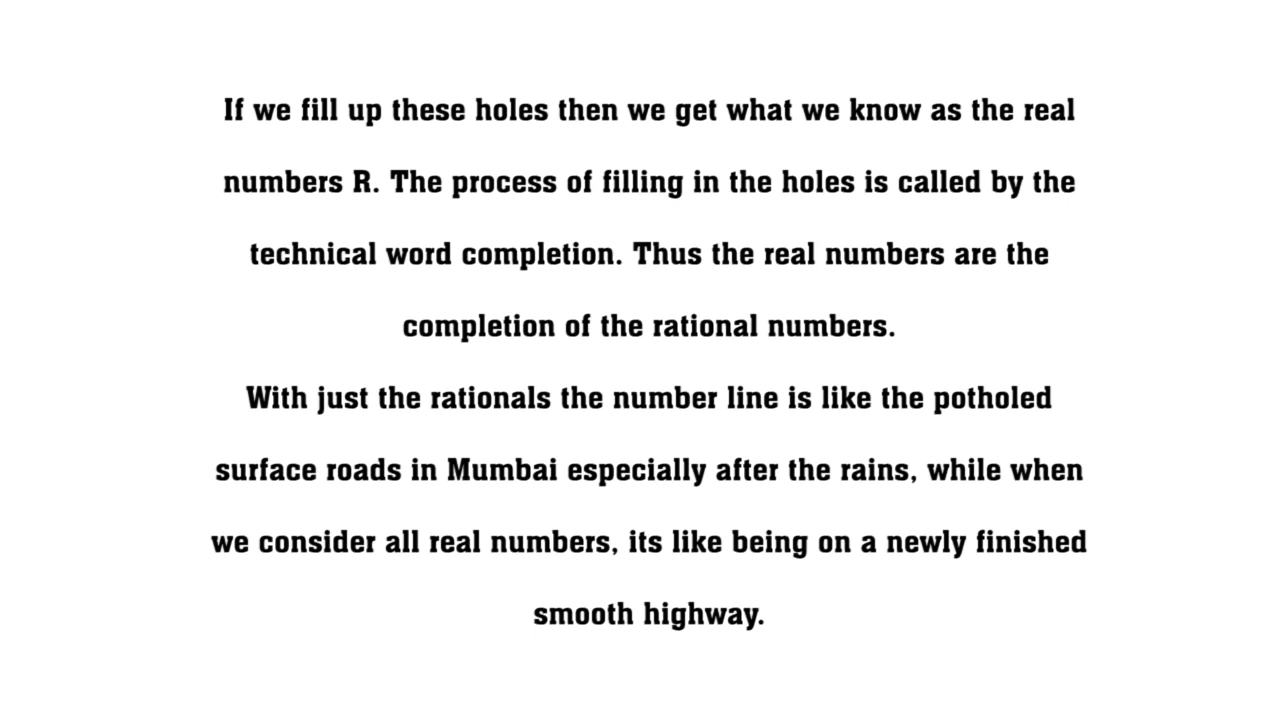 If we fill up these holes then we get what we know as the real
numbers R. The process of filling in the holes is called by the
technical word completion. Thus the real numbers are the
completion of the rational numbers.
With just the rationals the number line is like the potholed
surface roads in Mumbai especially after the rains, while when
we consider all real numbers, its like being on a newly finished
smooth highway.